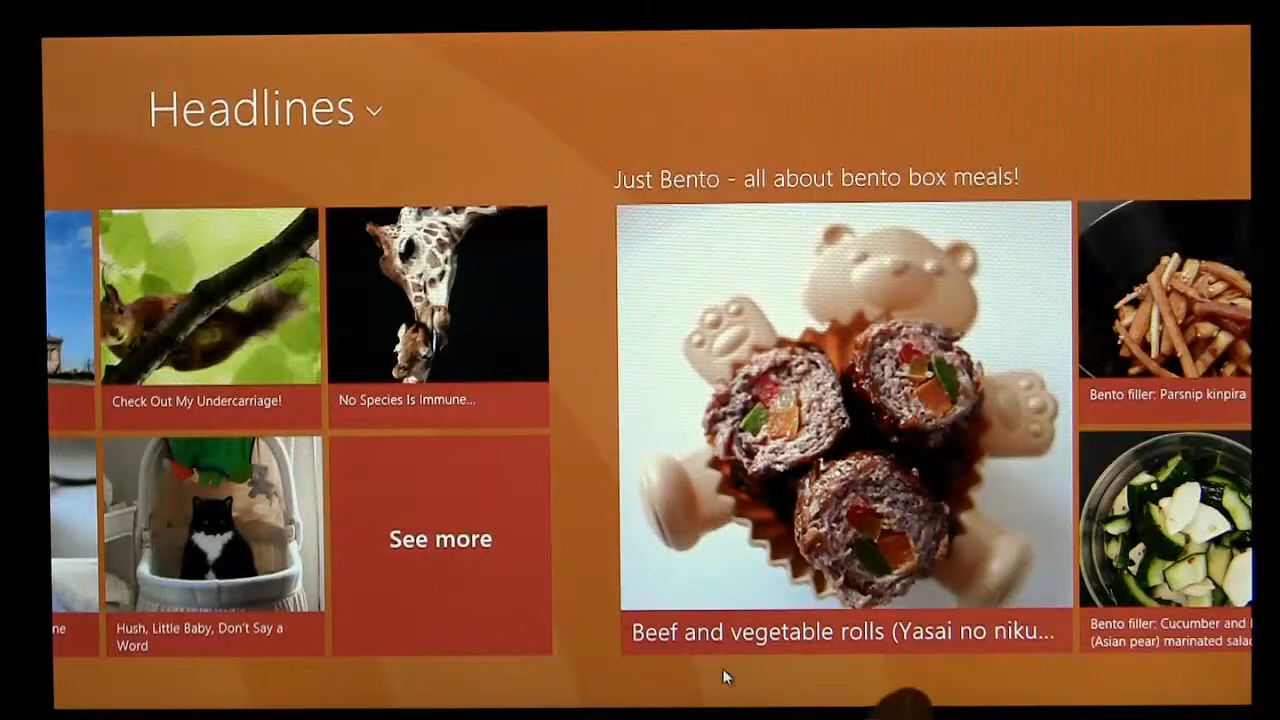 Headlines
Just Bento - all about bento box meals!
Check Out My Undercarriage!
No Species Is Immune...
Bento filler: Parsnip kinpira
See more
ne
Hush, Little Baby, Don't Say a
Word
Beef and vegetable rolls (Yasai no niku...
Bento filler: Cucumber and
(Asian pear) marinated salad